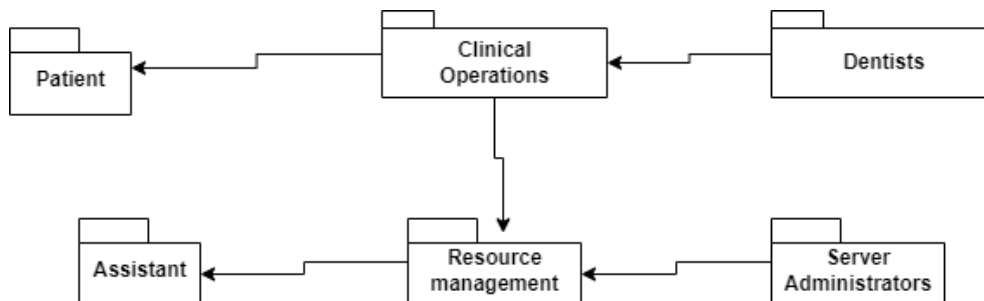 Patient
Clinical
Operations
Dentists
Assistant
Resource
management
Server
Administrators